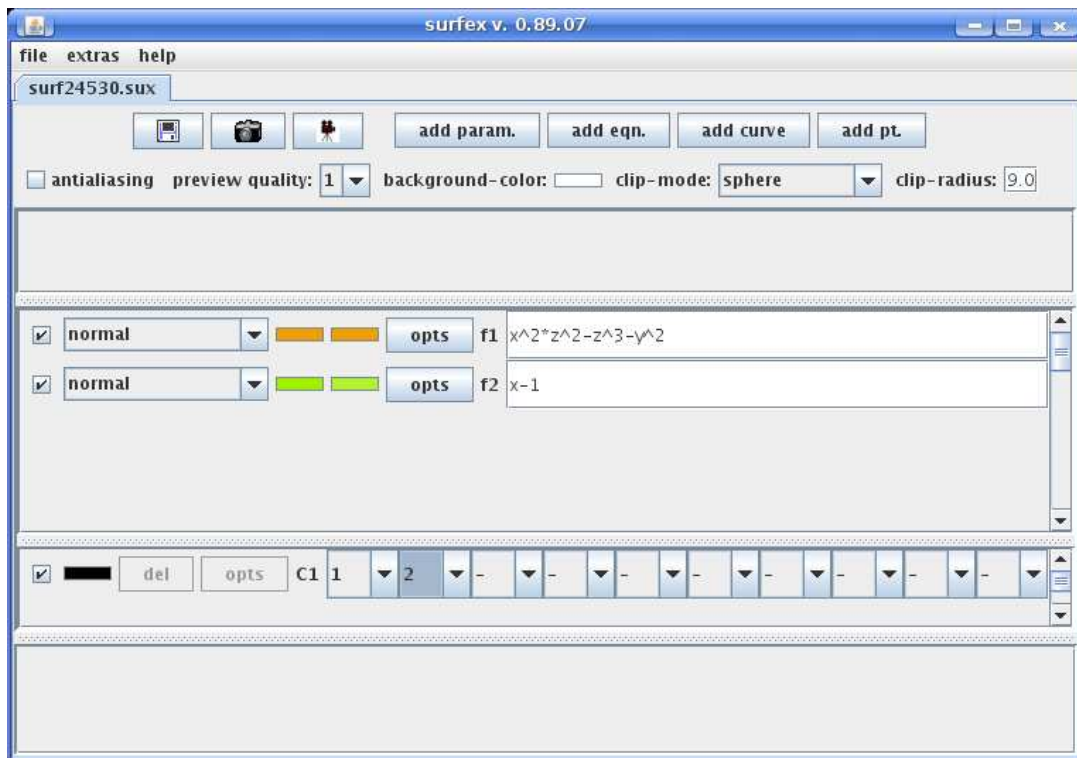 surfex v. 0.89.07
file extras help
surf24530.sux
add param. add eqn. add curve add pt.
antialiasing preview quality: 1 background-color: clip-mode: sphere clip-radius: 9.0
normal opts f1 x^2*z^2-z^3-y^2
normal opts f2 x-1
del opts C1 1 2 - - - - - - - -